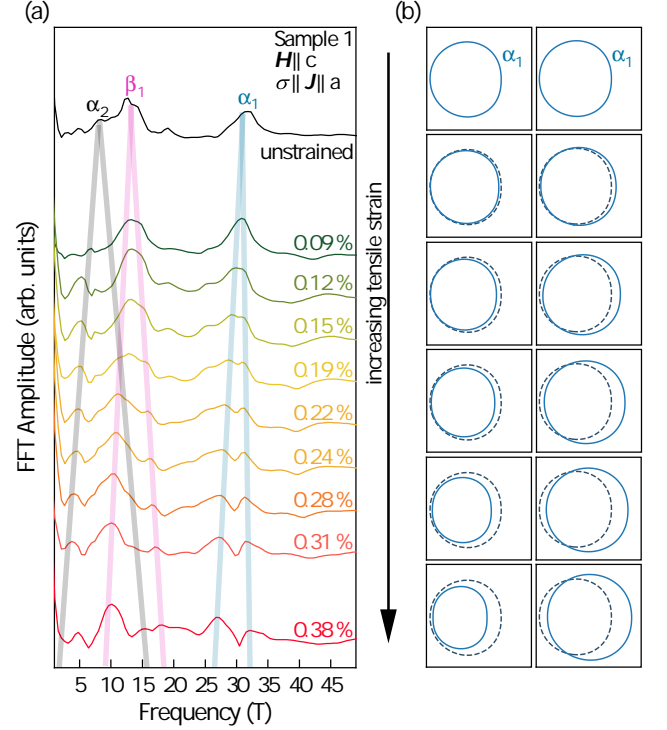 (a)
Sample 1
H∥c
σ∥J∥a
α₂
β₁
α₁
unstrained
0.09%
0.12%
0.15%
0.19%
0.22%
0.24%
0.28%
0.31%
0.38%
FFT Amplitude (arb. units)
5 10 15 20 25 30 35 40 45
Frequency (T)
increasing tensile strain
(b)
α₁
α₁